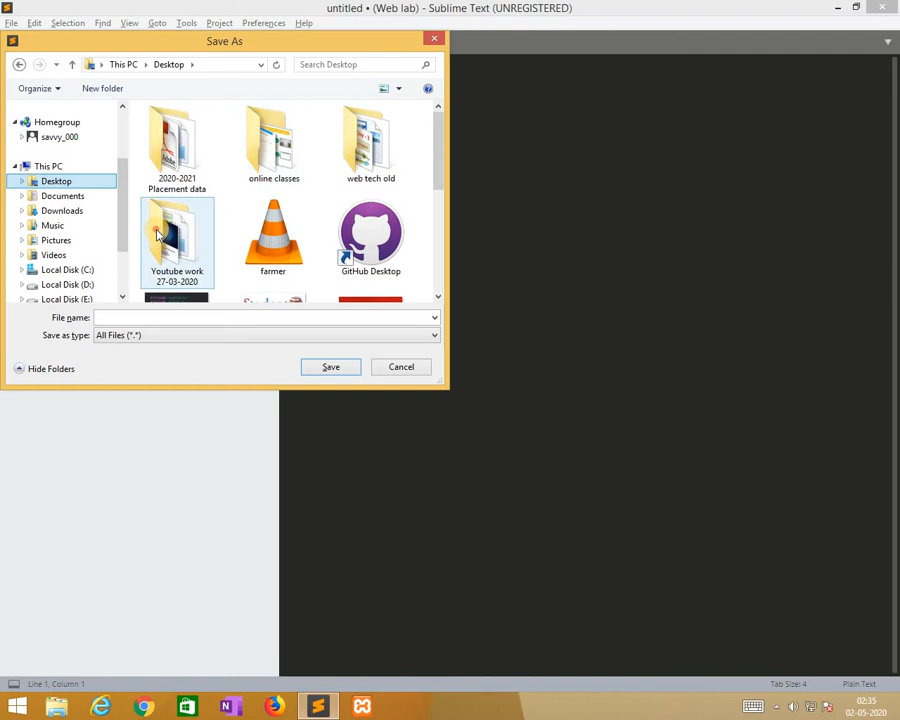 untitled • (Web lab) - Sublime Text (UNREGISTERED)
File Edit Selection Find View Goto Tools Project Preferences Help
Save As
This PC Desktop
Search Desktop
Organize New folder
Homegroup
savvy_000
This PC
Desktop
Documents
Downloads
Music
Pictures
Videos
Local Disk (C:)
Local Disk (D:)
Local Disk (E:)
2020-2021
Placement data
online classes
web tech old
Youtube work
27-03-2020
farmer
GitHub Desktop
File name:
Save as type: All Files (*.*)
Hide Folders
Save
Cancel
Line 1, Column 1
Tab Size: 4
Plain Text
02:35
02-05-2020